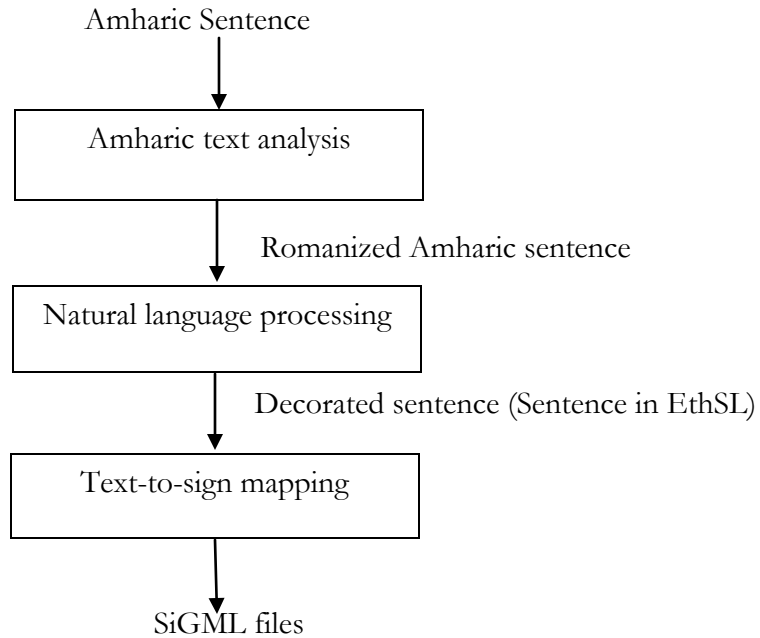 Amharic Sentence
Amharic text analysis
Romanized Amharic sentence
Natural language processing
Decorated sentence (Sentence in EthSL)
Text-to-sign mapping
SiGML files